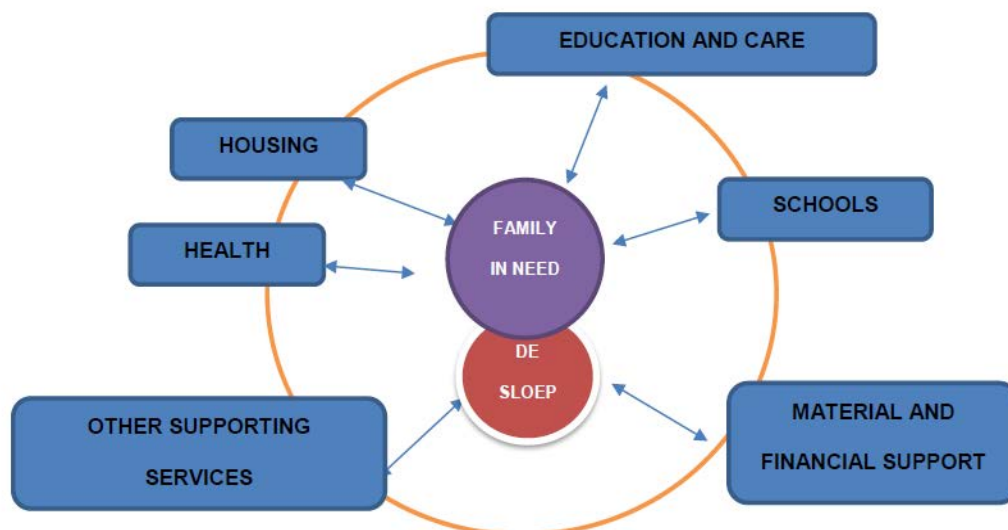 EDUCATION AND CARE
HOUSING
SCHOOLS
FAMILY
IN NEED
HEALTH
DE
SLOEP
OTHER SUPPORTING
SERVICES
MATERIAL AND
FINANCIAL SUPPORT